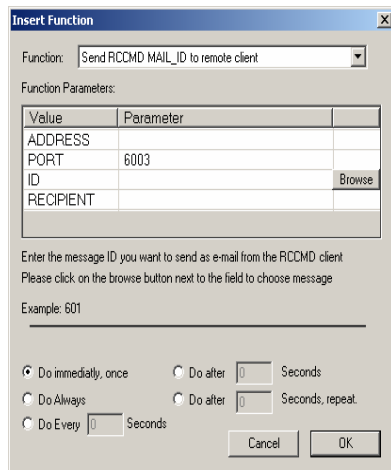 Insert Function
Function: Send RCCMD MAIL_ID to remote client
Function Parameters:
Value Parameter
ADDRESS
PORT 6003
ID Browse
RECIPIENT
Enter the message ID you want to send as e-mail from the RCCMD client
Please click on the browse button next to the field to choose message
Example: 601
Do immediatly, once Do after 0 Seconds
Do Always Do after 0 Seconds, repeat.
Do Every 0 Seconds
Cancel OK